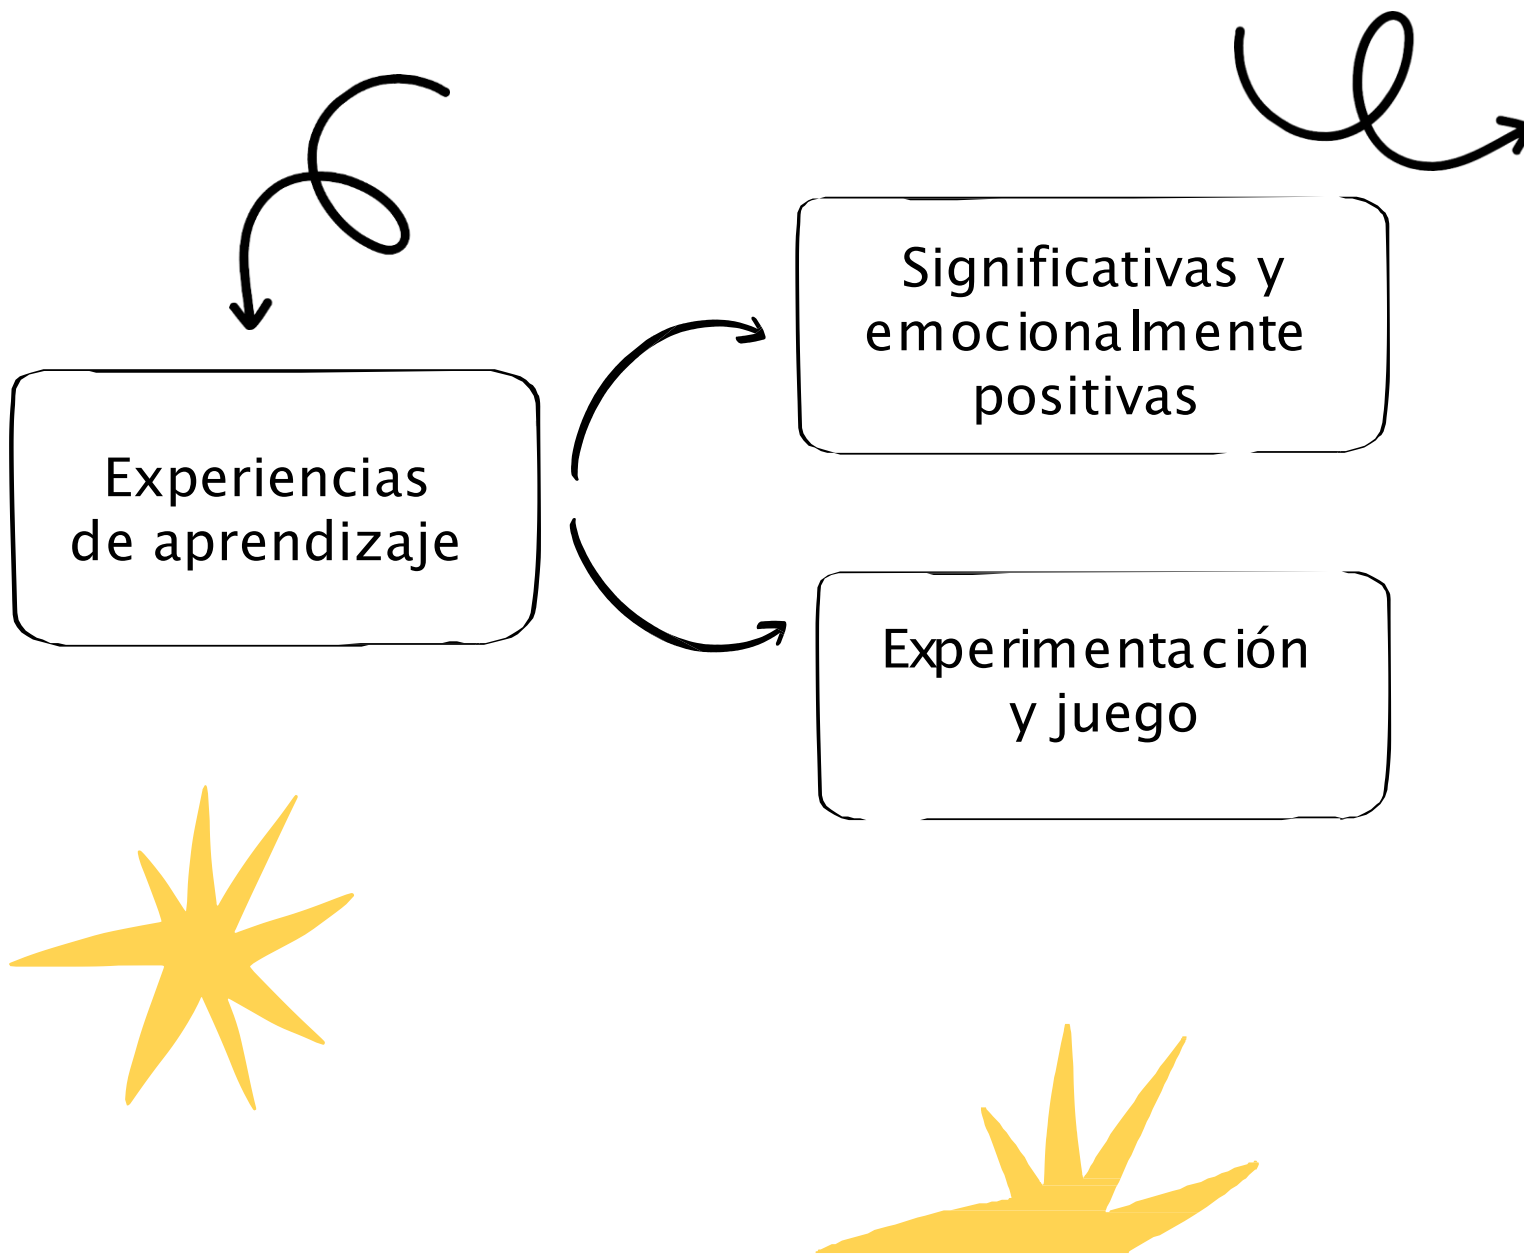 Experiencias
de aprendizaje
Significativas y
emocionalmente
positivas
Experimentación
y juego